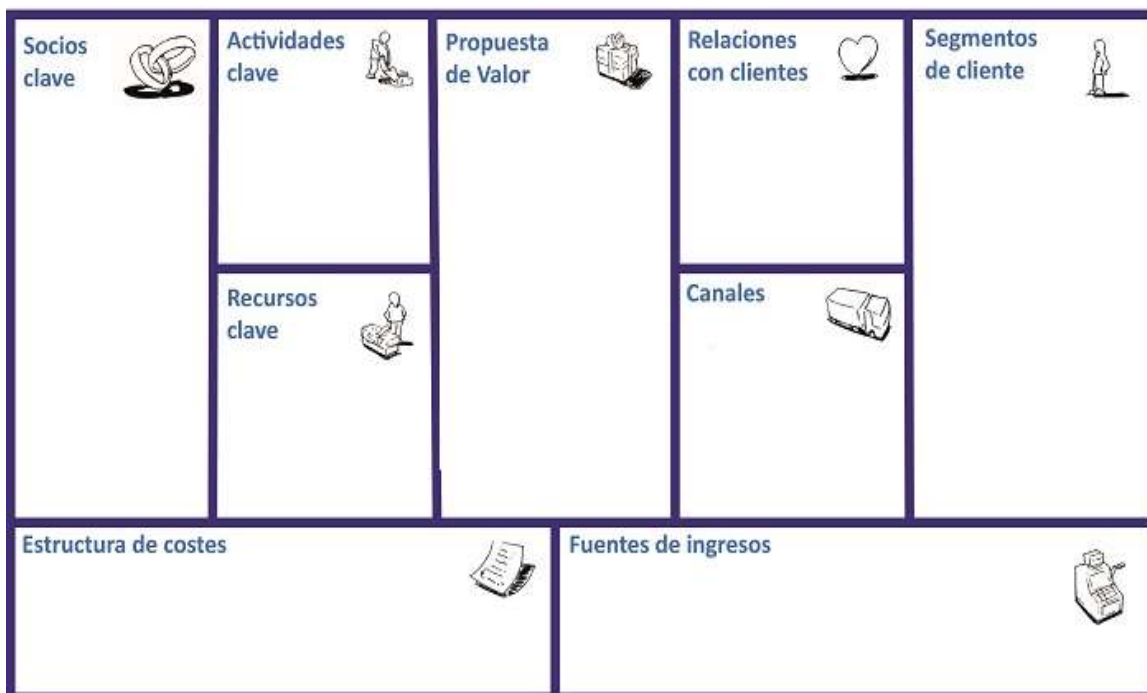 Socios
clave
Actividades
clave
Propuesta
de Valor
Relaciones
con clientes
Segmentos
de cliente
Recursos
clave
Canales
Estructura de costes
Fuentes de ingresos